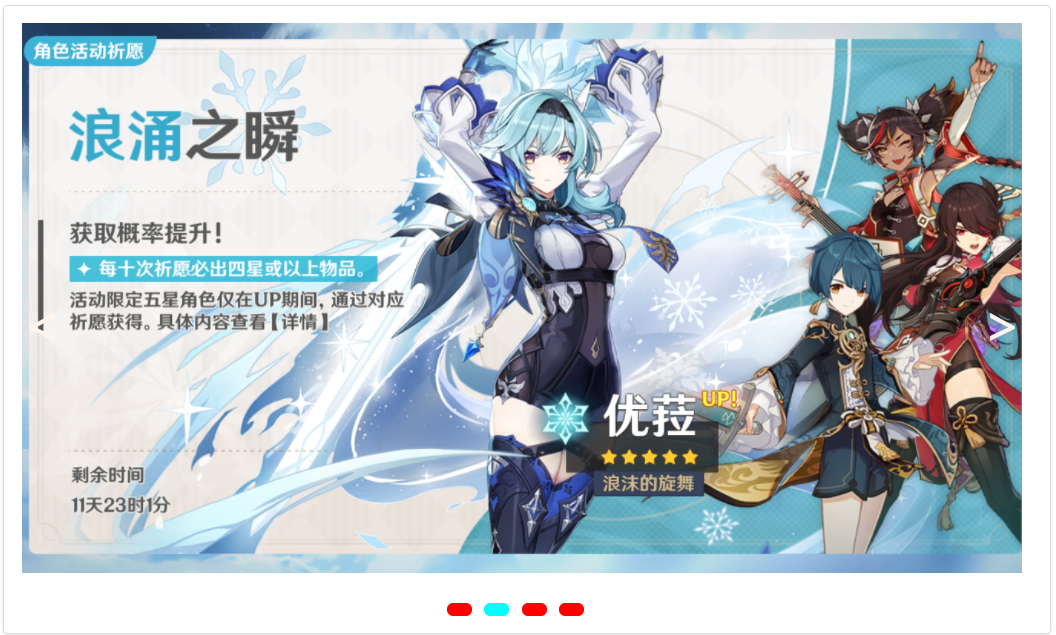 角色活动祈愿
浪涌之瞬
获取概率提升!
每十次祈愿必出四星或以上物品。
活动限定五星角色仅在UP期间，通过对应
祈愿获得。具体内容查看【详情】
优菈
UP!
浪沫的旋舞
剩余时间
11天23时1分